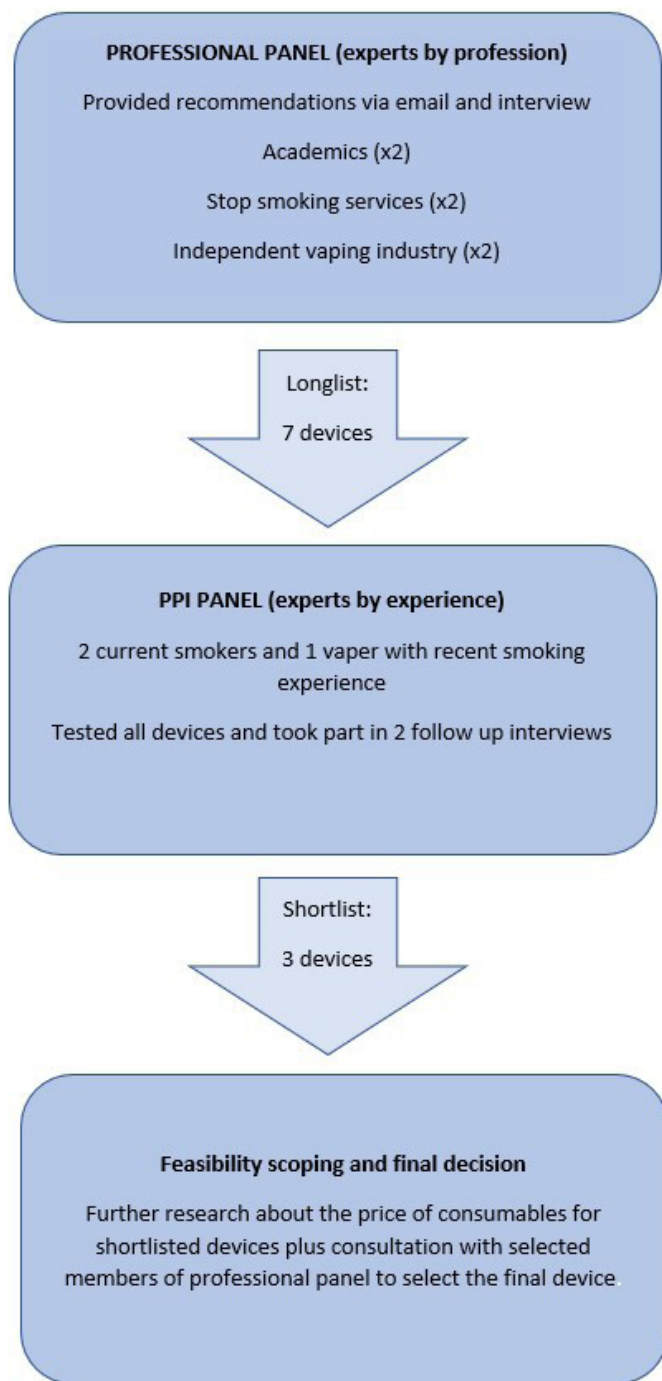 PROFESSIONAL PANEL (experts by profession)
Provided recommendations via email and interview
Academics (x2)
Stop smoking services (x2)
Independent vaping industry (x2)
Longlist:
7 devices
PPI PANEL (experts by experience)
2 current smokers and 1 vaper with recent smoking
experience
Tested all devices and took part in 2 follow up interviews
Shortlist:
3 devices
Feasibility scoping and final decision
Further research about the price of consumables for
shortlisted devices plus consultation with selected
members of professional panel to select the final device.